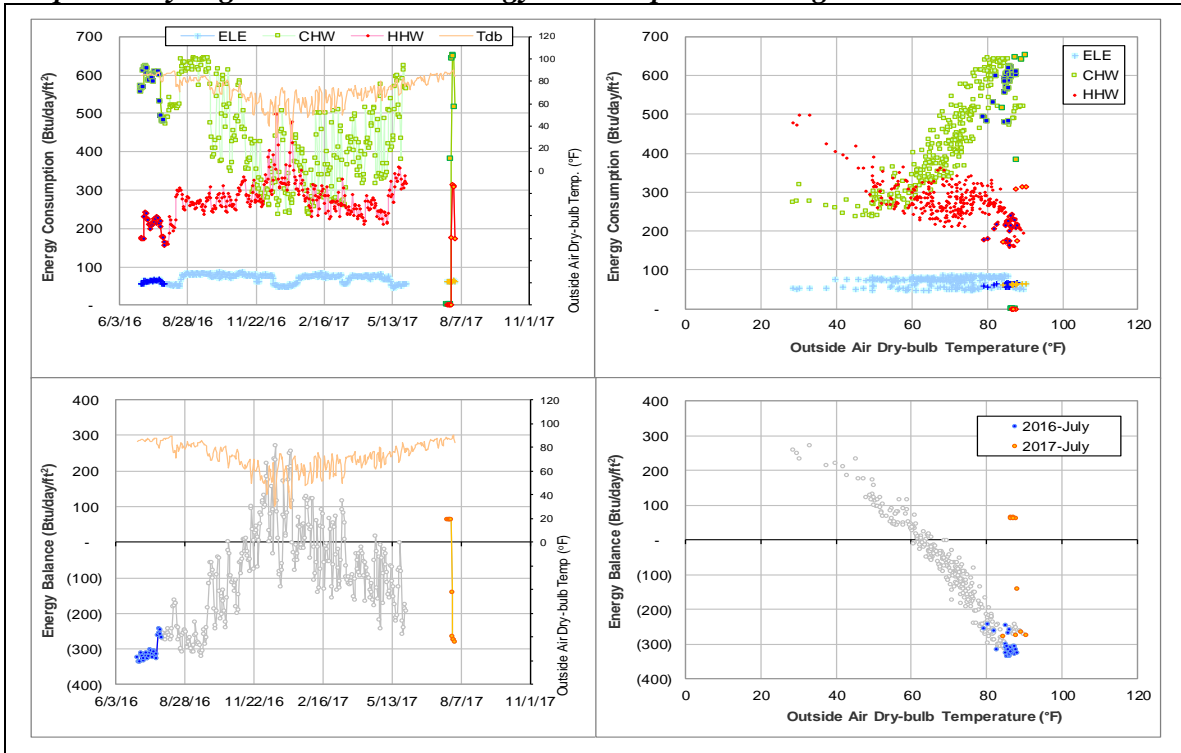 ELE CHW HHW Tdb
Energy Consumption (Btu/day/ft²)
700
600
500
400
300
200
100
-
120
100
80
60
40
20
0
Outside Air Dry-bulb Temp. (°F)
6/3/16 8/28/16 11/22/16 2/16/17 5/13/17 8/7/17 11/1/17
ELE
CHW
HHW
Energy Consumption (Btu/day/ft²)
700
600
500
400
300
200
100
-
0 20 40 60 80 100 120
Outside Air Dry-bulb Temperature (°F)
Energy Balance (Btu/day/ft²)
400
300
200
100
-
(100)
(200)
(300)
(400)
120
100
80
60
40
20
0
Outside Air Dry-bulb Temp (°F)
6/3/16 8/28/16 11/22/16 2/16/17 5/13/17 8/7/17 11/1/17
2016-July
2017-July
Energy Balance (Btu/day/ft²)
400
300
200
100
-
(100)
(200)
(300)
(400)
0 20 40 60 80 100 120
Outside Air Dry-bulb Temperature (°F)